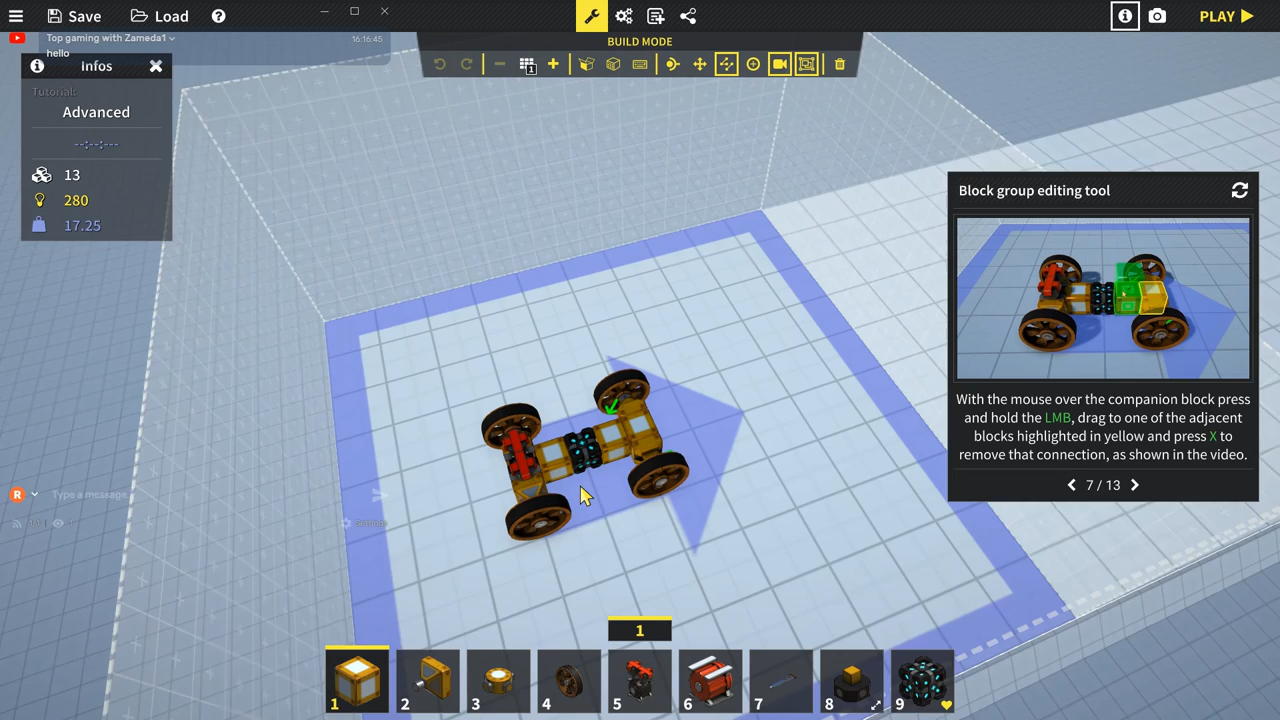 Save
Load
PLAY
Top gaming with Zameda1
16:16:45
hello
BUILD MODE
1
Infos
Tutorial:
Advanced
--:--:---
13
280
17.25
Block group editing tool
With the mouse over the companion block press
and hold the LMB, drag to one of the adjacent
blocks highlighted in yellow and press X to
remove that connection, as shown in the video.
7 / 13
R
Type a message
1
1
2
3
4
5
6
7
8
9